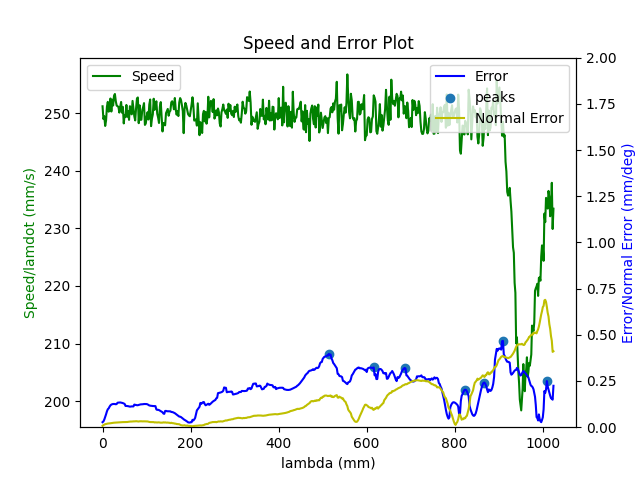 Speed and Error Plot
Speed
Error
peaks
Normal Error
Speed/lamdot (mm/s)
250
240
230
220
210
200
2.00
1.75
1.50
1.25
1.00
0.75
0.50
0.25
0.00
Error/Normal Error (mm/deg)
0 200 400 600 800 1000
lambda (mm)